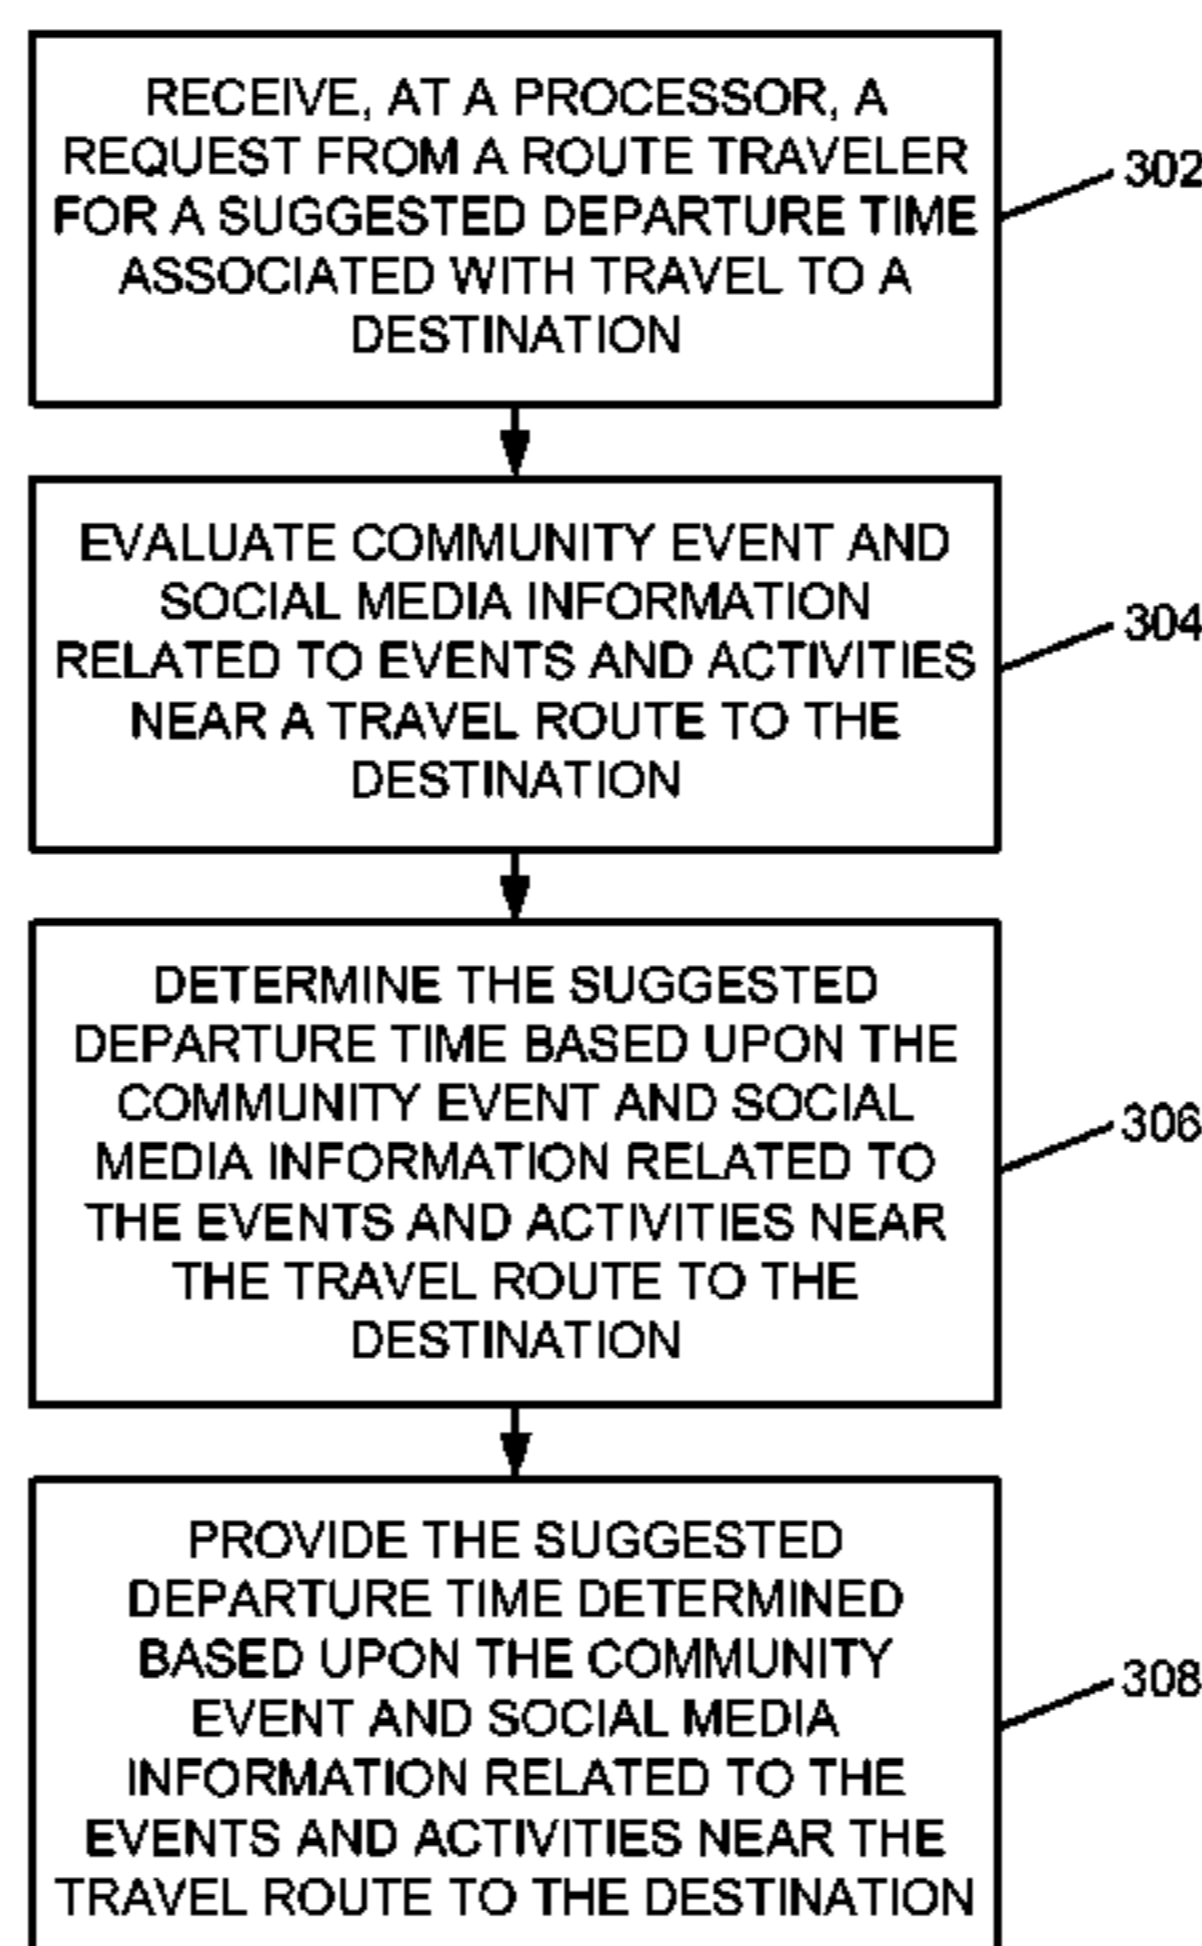 RECEIVE, AT A PROCESSOR, A
REQUEST FROM A ROUTE TRAVELER
FOR A SUGGESTED DEPARTURE TIME
ASSOCIATED WITH TRAVEL TO A
DESTINATION
302
EVALUATE COMMUNITY EVENT AND
SOCIAL MEDIA INFORMATION
RELATED TO EVENTS AND ACTIVITIES
NEAR A TRAVEL ROUTE TO THE
DESTINATION
304
DETERMINE THE SUGGESTED
DEPARTURE TIME BASED UPON THE
COMMUNITY EVENT AND SOCIAL
MEDIA INFORMATION RELATED TO
THE EVENTS AND ACTIVITIES NEAR
THE TRAVEL ROUTE TO THE
DESTINATION
306
PROVIDE THE SUGGESTED
DEPARTURE TIME DETERMINED
BASED UPON THE COMMUNITY
EVENT AND SOCIAL MEDIA
INFORMATION RELATED TO THE
EVENTS AND ACTIVITIES NEAR THE
TRAVEL ROUTE TO THE DESTINATION
308